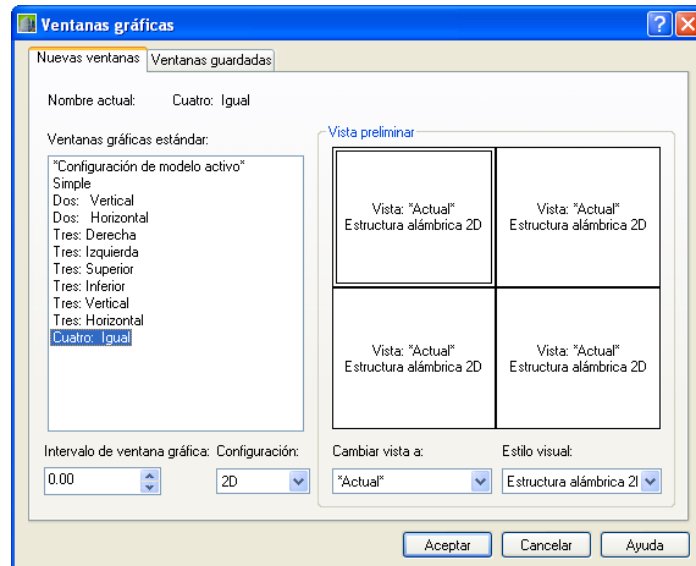 Ventanas gráficas
Nuevas ventanas
Ventanas guardadas
Nombre actual: Cuatro: Igual
Ventanas gráficas estándar:
*Configuración de modelo activo*
Simple
Dos: Vertical
Dos: Horizontal
Tres: Derecha
Tres: Izquierda
Tres: Superior
Tres: Inferior
Tres: Vertical
Tres: Horizontal
Cuatro: Igual
Vista preliminar
Vista: *Actual*
Estructura alámbrica 2D
Vista: *Actual*
Estructura alámbrica 2D
Vista: *Actual*
Estructura alámbrica 2D
Vista: *Actual*
Estructura alámbrica 2D
Intervalo de ventana gráfica:
0.00
Configuración:
2D
Cambiar vista a:
*Actual*
Estilo visual:
Estructura alámbrica 2I
Aceptar
Cancelar
Ayuda